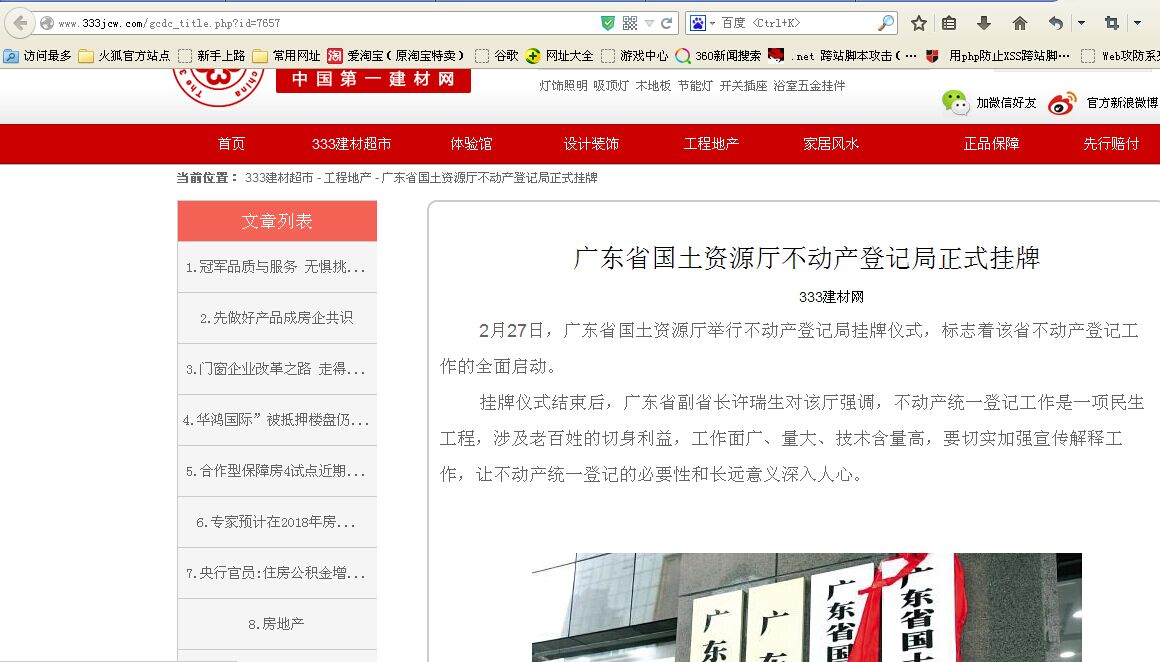 www.333jcw.com/gcdc_title.php?id=7657
百度 <Ctrl+K>
访问最多 火狐官方站点 新手上路 常用网址 爱淘宝（原淘宝特卖） 谷歌 网址大全 游戏中心 360新闻搜索 .net 跨站脚本攻击（… 用php防止XSS跨站脚… Web攻防系
中国第一建材网
灯饰照明 吸顶灯 木地板 节能灯 开关插座 浴室五金挂件
加微信好友 官方新浪微博
首页 333建材超市 体验馆 设计装饰 工程地产 家居风水 正品保障 先行赔付
当前位置： 333建材超市 - 工程地产 - 广东省国土资源厅不动产登记局正式挂牌
文章列表
1.冠军品质与服务 无惧挑...
2.先做好产品成房企共识
3.门窗企业改革之路 走得...
4.华鸿国际”被抵押楼盘仍...
5.合作型保障房4试点近期...
6.专家预计在2018年房...
7.央行官员:住房公积金增...
8.房地产
广东省国土资源厅不动产登记局正式挂牌
333建材网
2月27日，广东省国土资源厅举行不动产登记局挂牌仪式，标志着该省不动产登记工
作的全面启动。
挂牌仪式结束后，广东省副省长许瑞生对该厅强调，不动产统一登记工作是一项民生
工程，涉及老百姓的切身利益，工作面广、量大、技术含量高，要切实加强宣传解释工
作，让不动产统一登记的必要性和长远意义深入人心。
广东
广东
广东省国
广东省国土